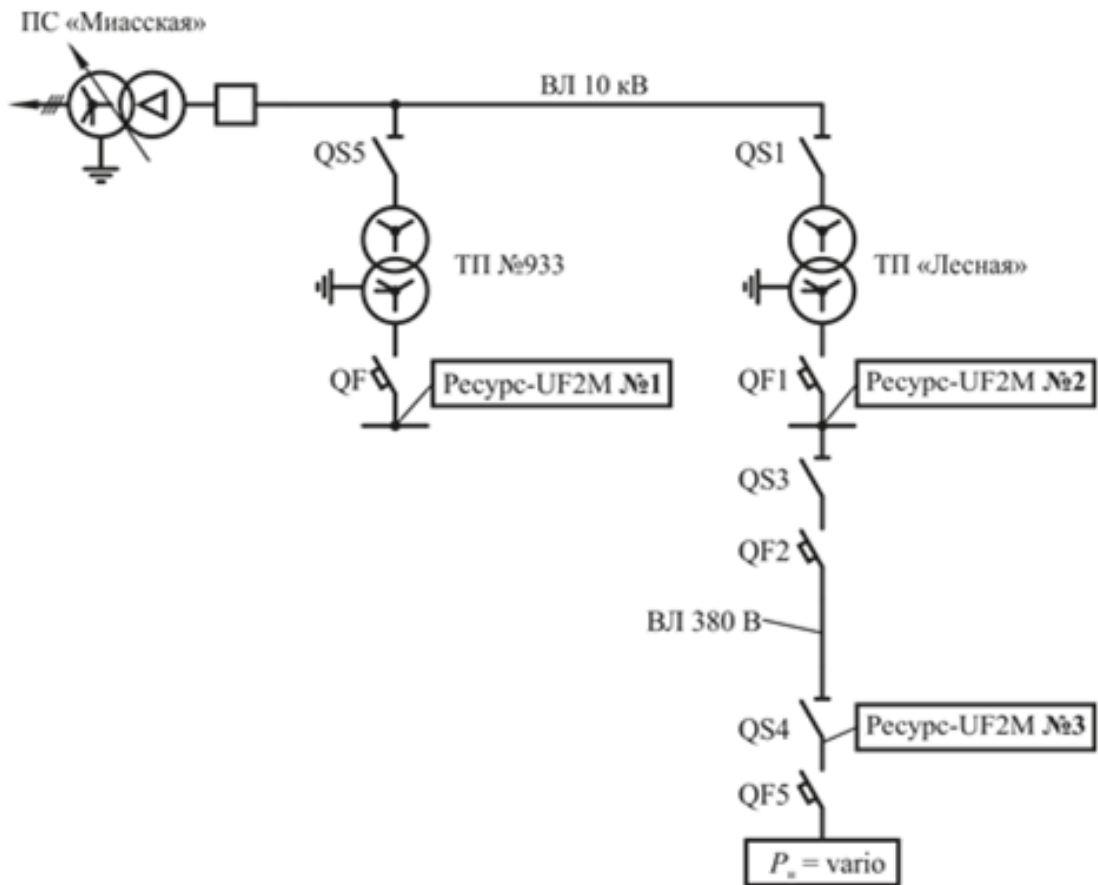 ПС «Миасская»
ВЛ 10 кВ
QS5
QS1
ТП №933
ТП «Лесная»
QF
Ресурс-UF2M №1
QF1
Ресурс-UF2M №2
QS3
QF2
ВЛ 380 В
QS4
Ресурс-UF2M №3
QF5
Pн = vario